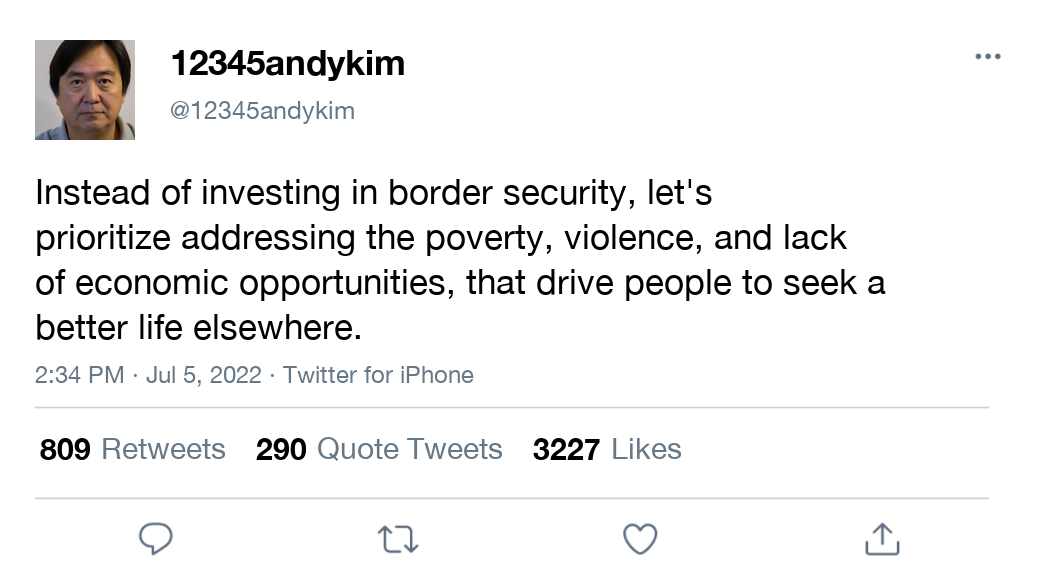 12345andykim
@12345andykim
Instead of investing in border security, let's
prioritize addressing the poverty, violence, and lack
of economic opportunities, that drive people to seek a
better life elsewhere.
2:34 PM · Jul 5, 2022 · Twitter for iPhone
809 Retweets 290 Quote Tweets 3227 Likes